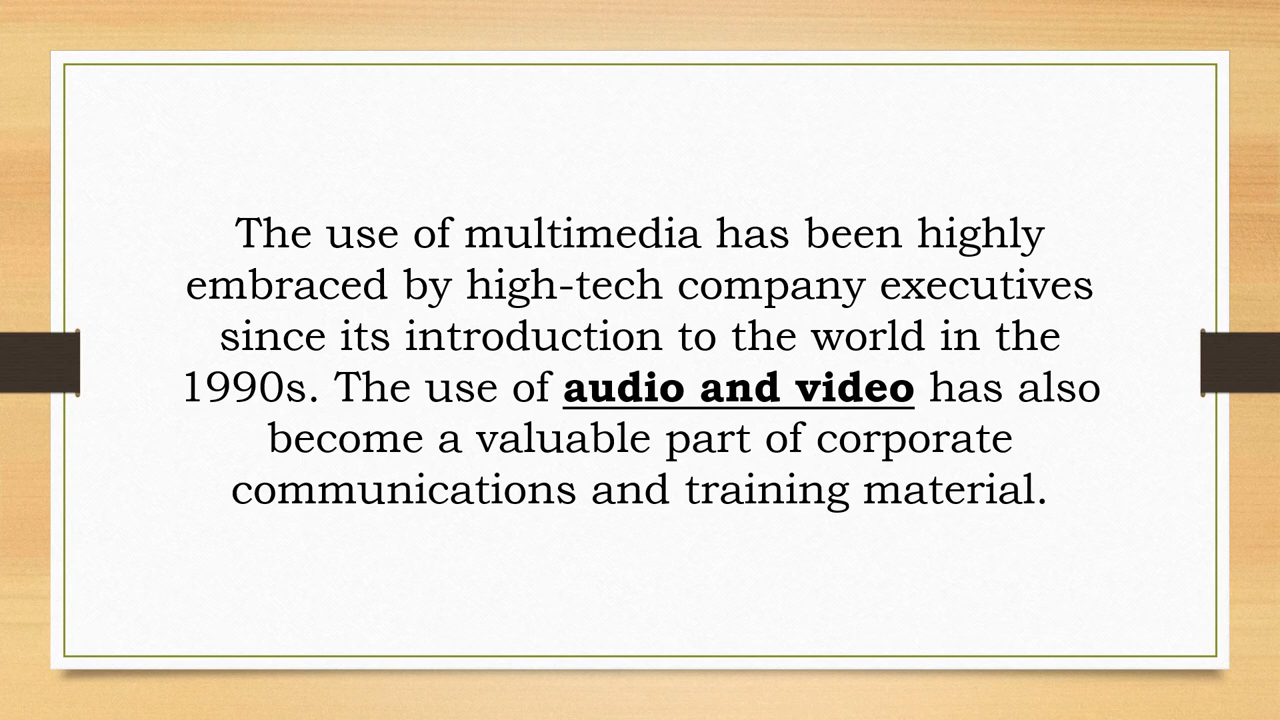 The use of multimedia has been highly
embraced by high-tech company executives
since its introduction to the world in the
1990s. The use of audio and video has also
become a valuable part of corporate
communications and training material.